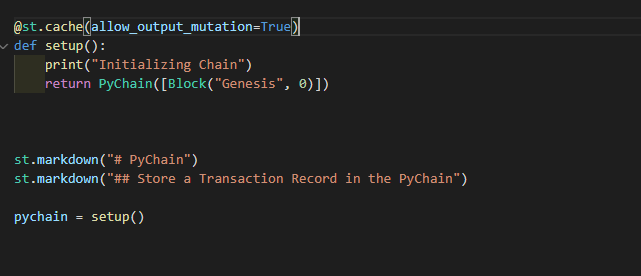 @st.cache(allow_output_mutation=True)
def setup():
    print("Initializing Chain")
    return PyChain([Block("Genesis", 0)])
st.markdown("# PyChain")
st.markdown("## Store a Transaction Record in the PyChain")
pychain = setup()